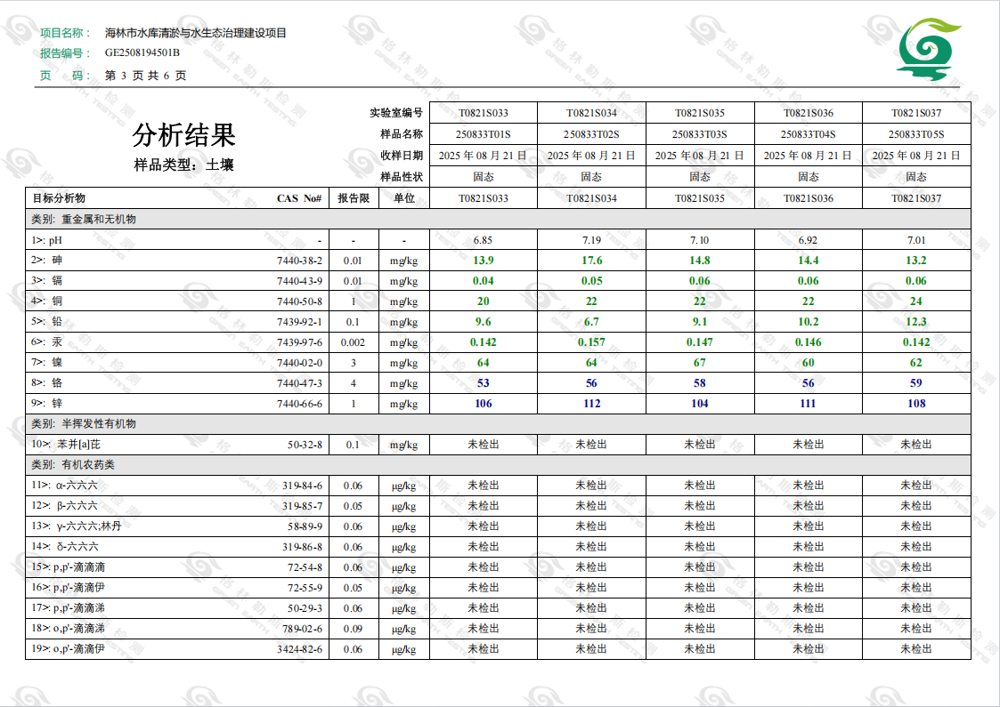 项目名称： 海林市水库清淤与水生态治理建设项目
报告编号： GE2508194501B
页 码： 第 3 页 共 6 页
分析结果
样品类型：土壤
实验室编号 T0821S033 T0821S034 T0821S035 T0821S036 T0821S037
样品名称 250833T01S 250833T02S 250833T03S 250833T04S 250833T05S
收样日期 2025 年 08 月 21 日 2025 年 08 月 21 日 2025 年 08 月 21 日 2025 年 08 月 21 日 2025 年 08 月 21 日
样品性状 固态 固态 固态 固态 固态
目标分析物 CAS No# 报告限 单位 T0821S033 T0821S034 T0821S035 T0821S036 T0821S037
类别: 重金属和无机物
1>: pH - - - 6.85 7.19 7.10 6.92 7.01
2>: 砷 7440-38-2 0.01 mg/kg 13.9 17.6 14.8 14.4 13.2
3>: 镉 7440-43-9 0.01 mg/kg 0.04 0.05 0.06 0.06 0.06
4>: 铜 7440-50-8 1 mg/kg 20 22 22 22 24
5>: 铅 7439-92-1 0.1 mg/kg 9.6 6.7 9.1 10.2 12.3
6>: 汞 7439-97-6 0.002 mg/kg 0.142 0.157 0.147 0.146 0.142
7>: 镍 7440-02-0 3 mg/kg 64 64 67 60 62
8>: 铬 7440-47-3 4 mg/kg 53 56 58 56 59
9>: 锌 7440-66-6 1 mg/kg 106 112 104 111 108
类别: 半挥发性有机物
10>: 苯并[a]芘 50-32-8 0.1 mg/kg 未检出 未检出 未检出 未检出 未检出
类别: 有机农药类
11>: α-六六六 319-84-6 0.06 μg/kg 未检出 未检出 未检出 未检出 未检出
12>: β-六六六 319-85-7 0.05 μg/kg 未检出 未检出 未检出 未检出 未检出
13>: γ-六六六;林丹 58-89-9 0.06 μg/kg 未检出 未检出 未检出 未检出 未检出
14>: δ-六六六 319-86-8 0.06 μg/kg 未检出 未检出 未检出 未检出 未检出
15>: p,p'-滴滴滴 72-54-8 0.06 μg/kg 未检出 未检出 未检出 未检出 未检出
16>: p,p'-滴滴伊 72-55-9 0.05 μg/kg 未检出 未检出 未检出 未检出 未检出
17>: p,p'-滴滴涕 50-29-3 0.06 μg/kg 未检出 未检出 未检出 未检出 未检出
18>: o,p'-滴滴涕 789-02-6 0.09 μg/kg 未检出 未检出 未检出 未检出 未检出
19>: o,p'-滴滴伊 3424-82-6 0.06 μg/kg 未检出 未检出 未检出 未检出 未检出
格林勒斯检测
GREEN EARTH TESTING